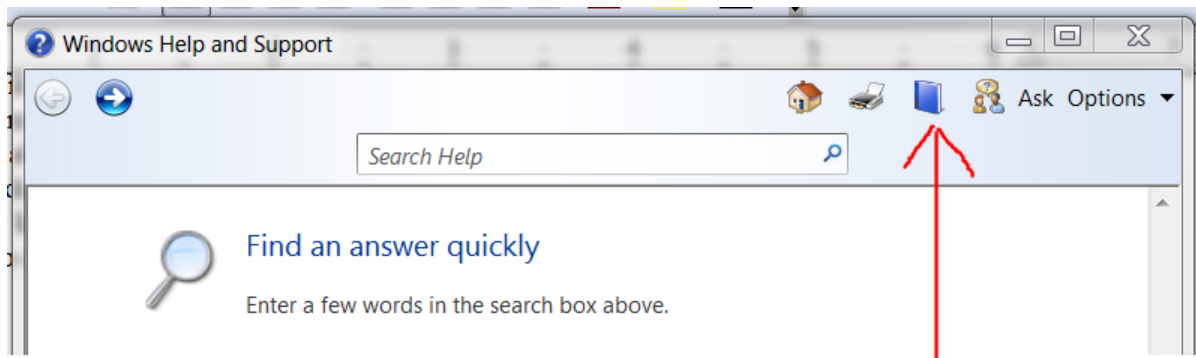 Windows Help and Support
Ask Options
Search Help
Find an answer quickly
Enter a few words in the search box above.